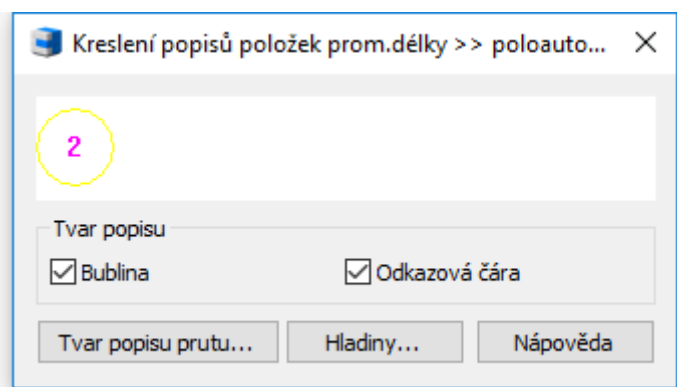 Kreslení popisů položek prom.délky >> poloauto...
2
Tvar popisu
Bublina
Odkazová čára
Tvar popisu prutu...
Hladiny...
Nápověda